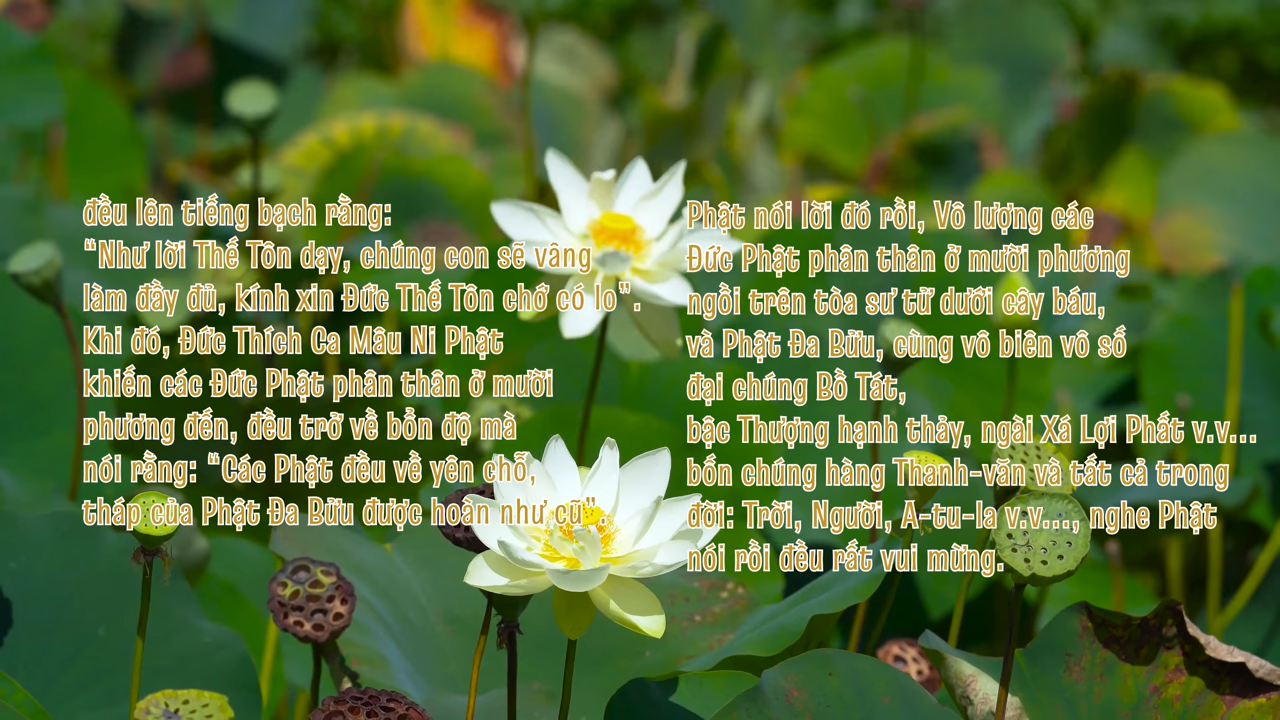 đều lên tiếng bạch rằng:
“Như lời Thế Tôn dạy, chúng con sẽ vâng
làm đầy đủ, kính xin Đức Thế Tôn chớ có lo”.
Khi đó, Đức Thích Ca Mâu Ni Phật
khiến các Đức Phật phân thân ở mười
phương đến, đều trở về bổn độ mà
nói rằng: “Các Phật đều về yên chỗ,
tháp của Phật Đa Bửu được hoàn như cũ”.
Phật nói lời đó rồi, Vô lượng các
Đức Phật phân thân ở mười phương
ngồi trên tòa sư tử dưới cây báu,
và Phật Đa Bửu, cùng vô biên vô số
đại chúng Bồ Tát,
bậc Thượng hạnh thảy, ngài Xá Lợi Phất v.v...
bốn chúng hàng Thanh-văn và tất cả trong
đời: Trời, Người, A-tu-la v.v..., nghe Phật
nói rồi đều rất vui mừng.